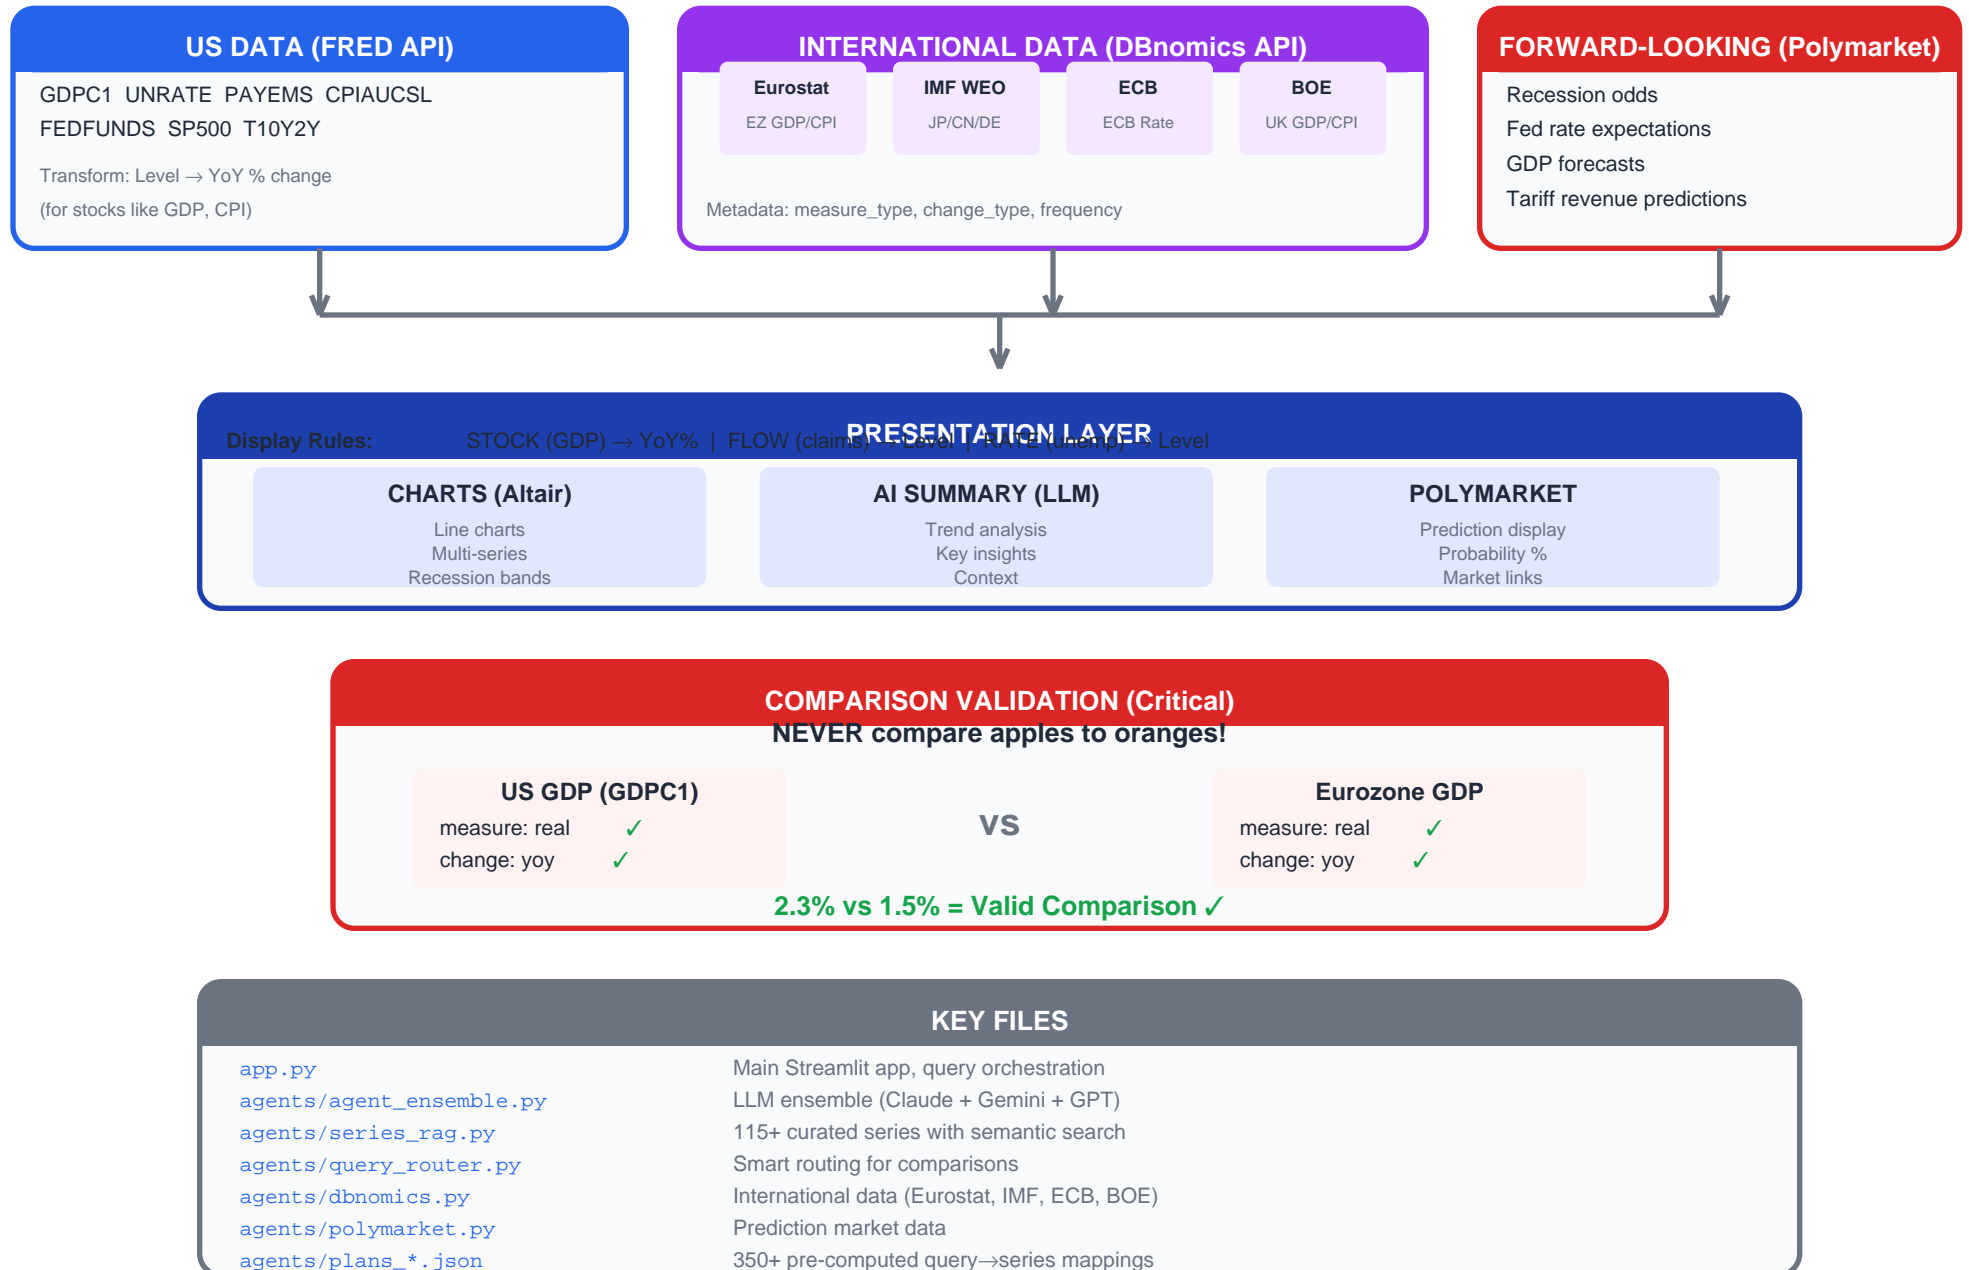 US DATA (FRED API)
GDPC1 UNRATE PAYEMS CPIAUCSL
FEDFUNDS SP500 T10Y2Y
Transform: Level → YoY % change
(for stocks like GDP, CPI)
INTERNATIONAL DATA (DBnomics API)
Eurostat
EZ GDP/CPI
IMF WEO
JP/CN/DE
ECB
ECB Rate
BOE
UK GDP/CPI
Metadata: measure_type, change_type, frequency
FORWARD-LOOKING (Polymarket)
Recession odds
Fed rate expectations
GDP forecasts
Tariff revenue predictions
PRESENTATION LAYER
Display Rules: STOCK (GDP) → YoY% | FLOW (claims) → Level | RATE (unemp) → Level
CHARTS (Altair)
Line charts
Multi-series
Recession bands
AI SUMMARY (LLM)
Trend analysis
Key insights
Context
POLYMARKET
Prediction display
Probability %
Market links
COMPARISON VALIDATION (Critical)
NEVER compare apples to oranges!
US GDP (GDPC1)
measure: real ✓
change: yoy ✓
vs
Eurozone GDP
measure: real ✓
change: yoy ✓
2.3% vs 1.5% = Valid Comparison ✓
KEY FILES
app.py Main Streamlit app, query orchestration
agents/agent_ensemble.py LLM ensemble (Claude + Gemini + GPT)
agents/series_rag.py 115+ curated series with semantic search
agents/query_router.py Smart routing for comparisons
agents/dbnomics.py International data (Eurostat, IMF, ECB, BOE)
agents/polymarket.py Prediction market data
agents/plans_*.json 350+ pre-computed query→series mappings